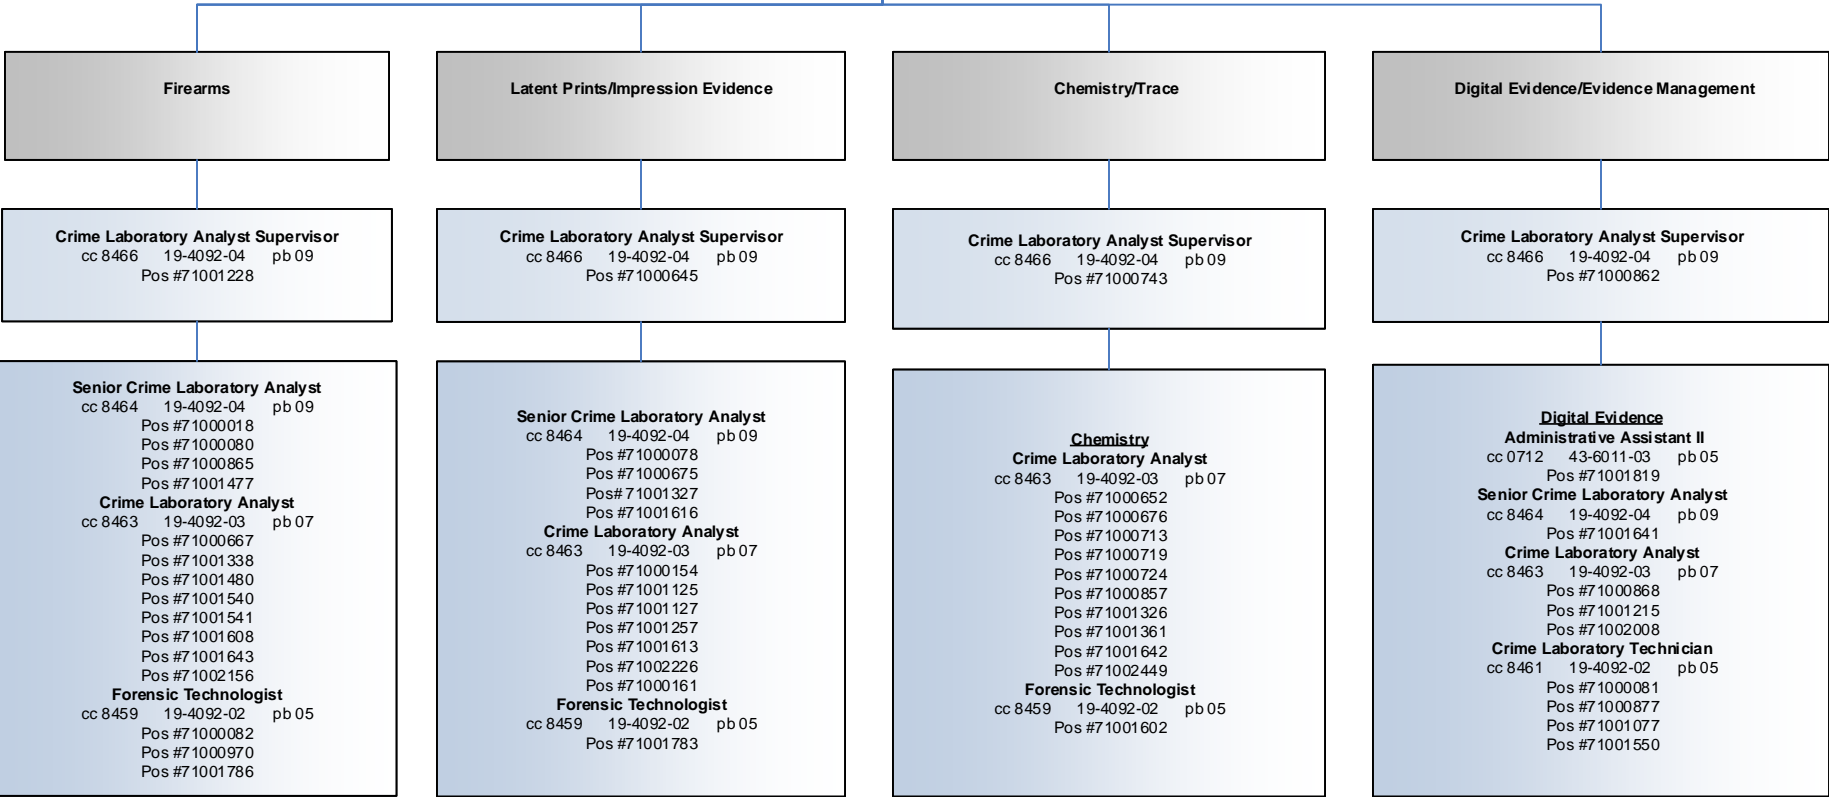 Firearms
Crime Laboratory Analyst Supervisor
cc 8466 19-4092-04 pb 09
Pos #71001228
Senior Crime Laboratory Analyst
cc 8464 19-4092-04 pb 09
Pos #71000018
Pos #71000080
Pos #71000865
Pos #71001477
Crime Laboratory Analyst
cc 8463 19-4092-03 pb 07
Pos #71000667
Pos #71001338
Pos #71001480
Pos #71001540
Pos #71001541
Pos #71001608
Pos #71001643
Pos #71002156
Forensic Technologist
cc 8459 19-4092-02 pb 05
Pos #71000082
Pos #71000970
Pos #71001786
Latent Prints/Impression Evidence
Crime Laboratory Analyst Supervisor
cc 8466 19-4092-04 pb 09
Pos #71000645
Senior Crime Laboratory Analyst
cc 8464 19-4092-04 pb 09
Pos #71000078
Pos #71000675
Pos# 71001327
Pos #71001616
Crime Laboratory Analyst
cc 8463 19-4092-03 pb 07
Pos #71000154
Pos #71001125
Pos #71001127
Pos #71001257
Pos #71001613
Pos #71002226
Pos #71000161
Forensic Technologist
cc 8459 19-4092-02 pb 05
Pos #71001783
Chemistry/Trace
Crime Laboratory Analyst Supervisor
cc 8466 19-4092-04 pb 09
Pos #71000743
Chemistry
Crime Laboratory Analyst
cc 8463 19-4092-03 pb 07
Pos #71000652
Pos #71000676
Pos #71000713
Pos #71000719
Pos #71000724
Pos #71000857
Pos #71001326
Pos #71001361
Pos #71001642
Pos #71002449
Forensic Technologist
cc 8459 19-4092-02 pb 05
Pos #71001602
Digital Evidence/Evidence Management
Crime Laboratory Analyst Supervisor
cc 8466 19-4092-04 pb 09
Pos #71000862
Digital Evidence
Administrative Assistant II
cc 0712 43-6011-03 pb 05
Pos #71001819
Senior Crime Laboratory Analyst
cc 8464 19-4092-04 pb 09
Pos #71001641
Crime Laboratory Analyst
cc 8463 19-4092-03 pb 07
Pos #71000868
Pos #71001215
Pos #71002008
Crime Laboratory Technician
cc 8461 19-4092-02 pb 05
Pos #71000081
Pos #71000877
Pos #71001077
Pos #71001550